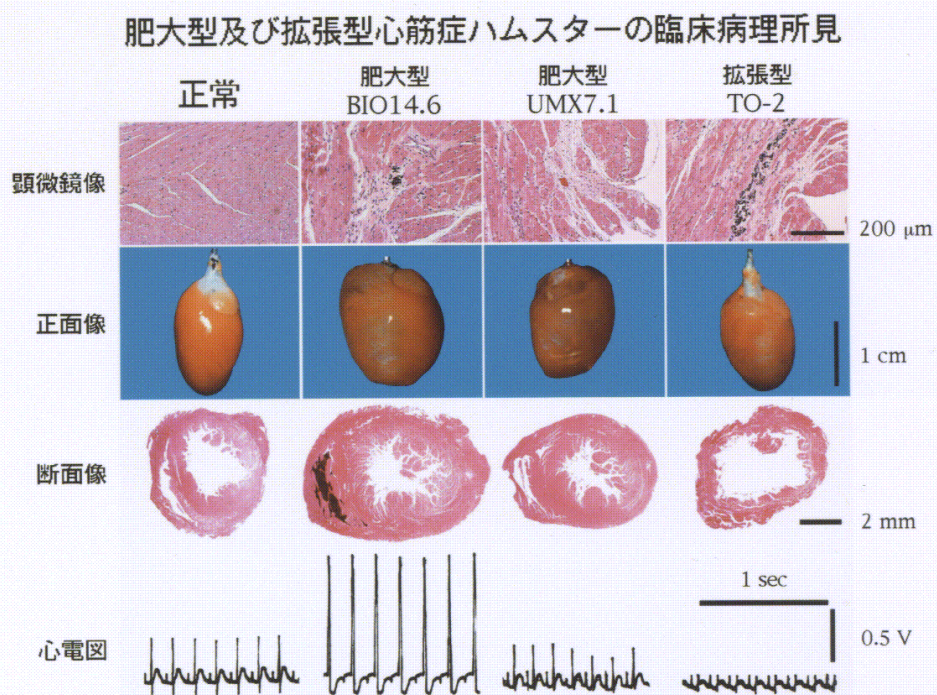 肥大型及び拡張型心筋症ハムスターの臨床病理所見
正常
肥大型
BIO14.6
肥大型
UMX7.1
拡張型
TO-2
顕微鏡像
200 µm
正面像
1 cm
断面像
2 mm
1 sec
心電図
0.5 V